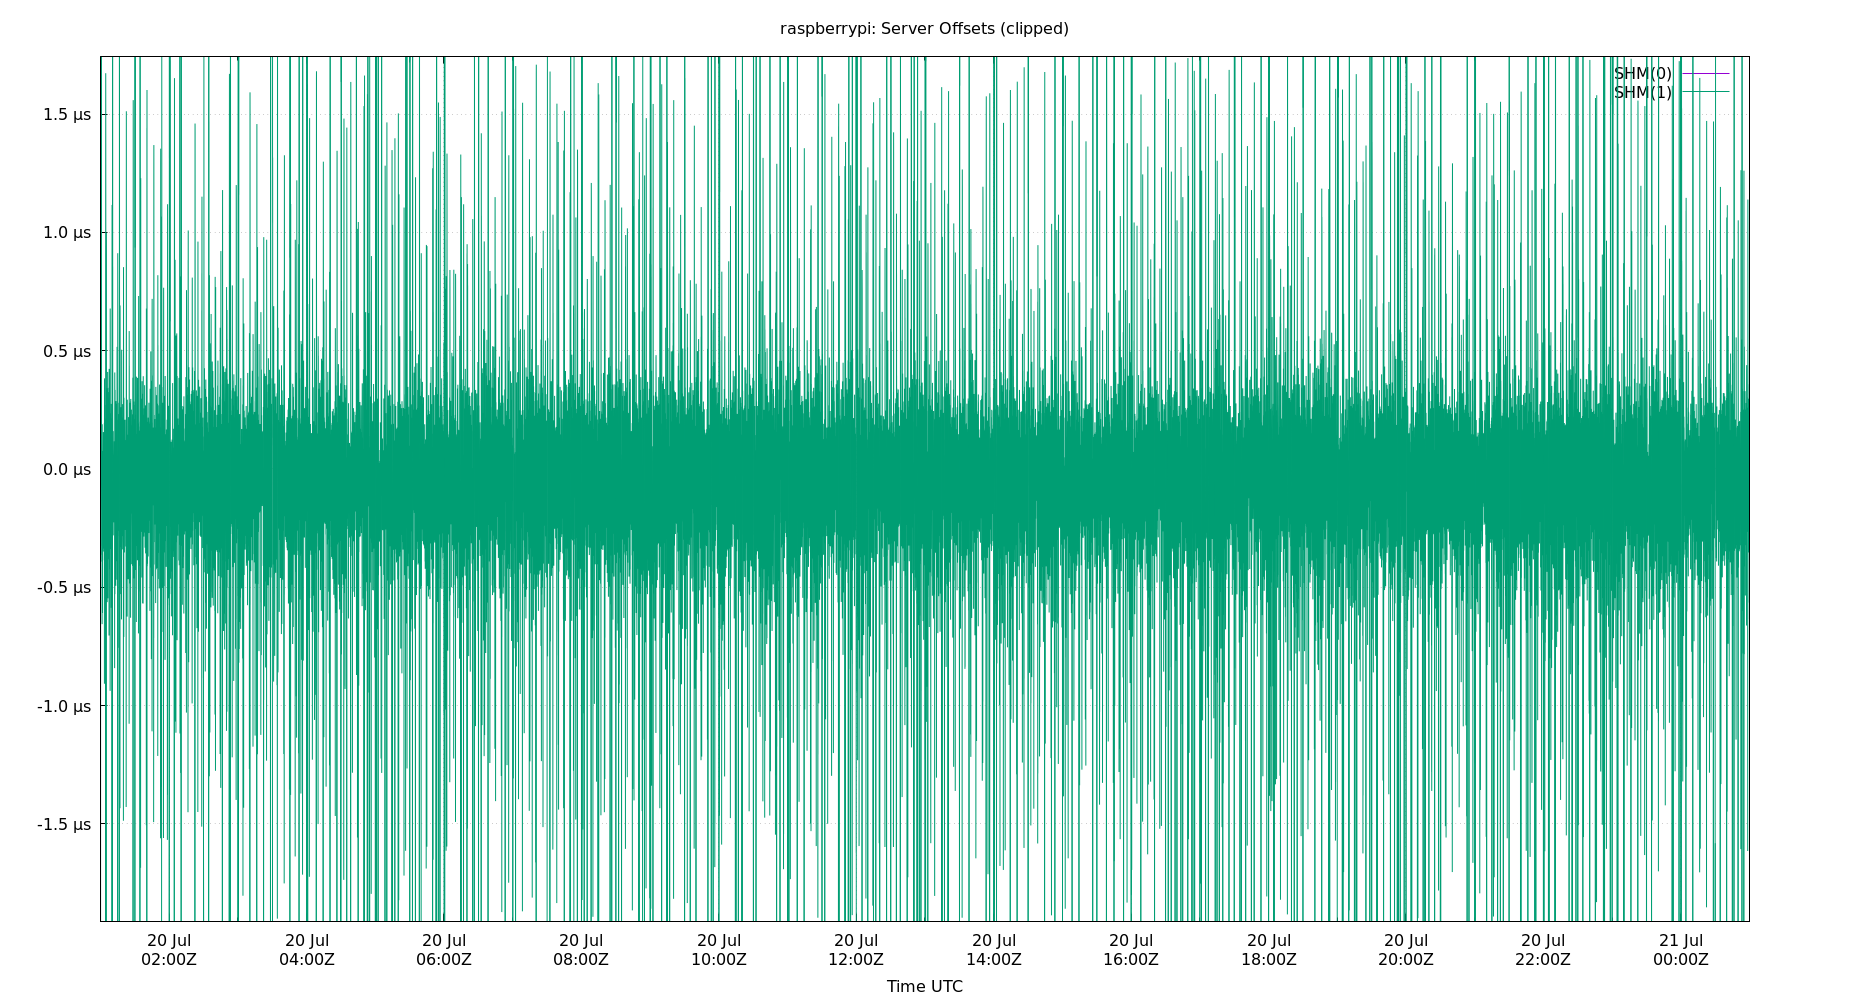 raspberrypi: Server Offsets (clipped)
SHM(0)
SHM(1)
1.5 µs
1.0 µs
0.5 µs
0.0 µs
-0.5 µs
-1.0 µs
-1.5 µs
20 Jul 20 Jul 20 Jul 20 Jul 20 Jul 20 Jul 20 Jul 20 Jul 20 Jul 20 Jul 20 Jul 21 Jul
02:00Z 04:00Z 06:00Z 08:00Z 10:00Z 12:00Z 14:00Z 16:00Z 18:00Z 20:00Z 22:00Z 00:00Z
Time UTC